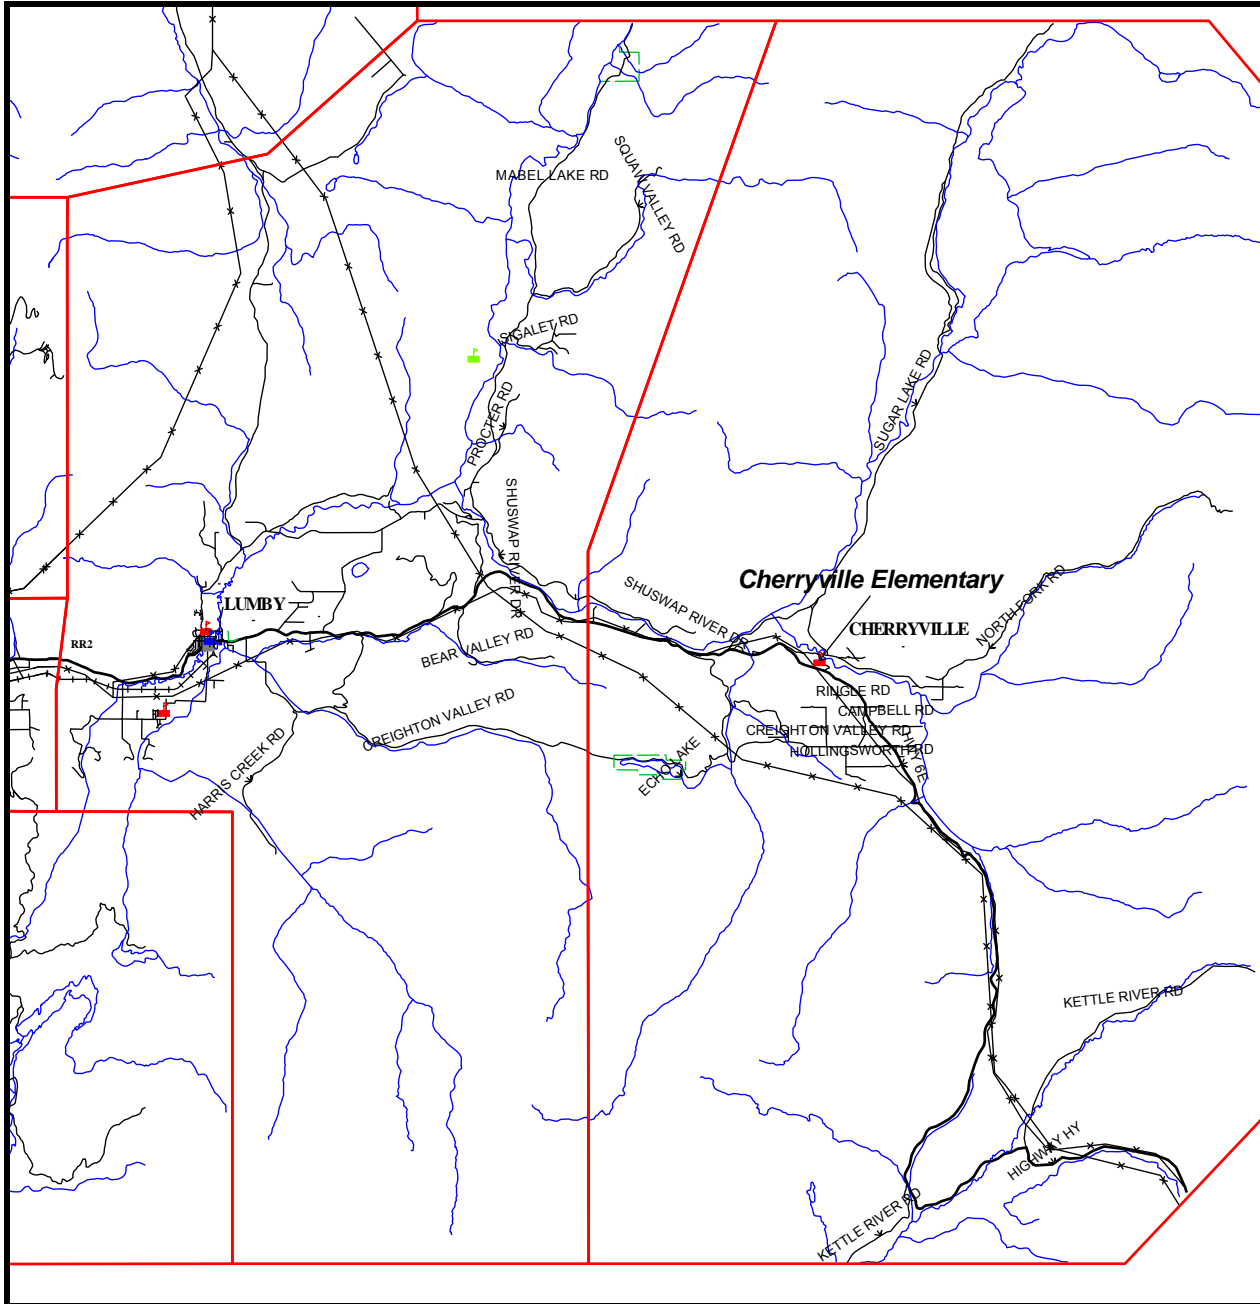 MABEL LAKE RD
SQUAW VALLEY RD
SIGALET RD
PROCTER RD
SUGAR LAKE RD
SHUSWAP RIVER DR
Cherryville Elementary
SHUSWAP RIVER DR
LUMBY
CHERRYVILLE
NORTH FORK RD
RR2
BEAR VALLEY RD
RINGLE RD
CAMPBELL RD
CREIGHTON VALLEY RD
CREIGHTON VALLEY RD
HOLLINGSWORTH RD
HWY 6E
ECHO LAKE
HARRIS CREEK RD
KETTLE RIVER RD
HIGHWAY HY
KETTLE RIVER RD